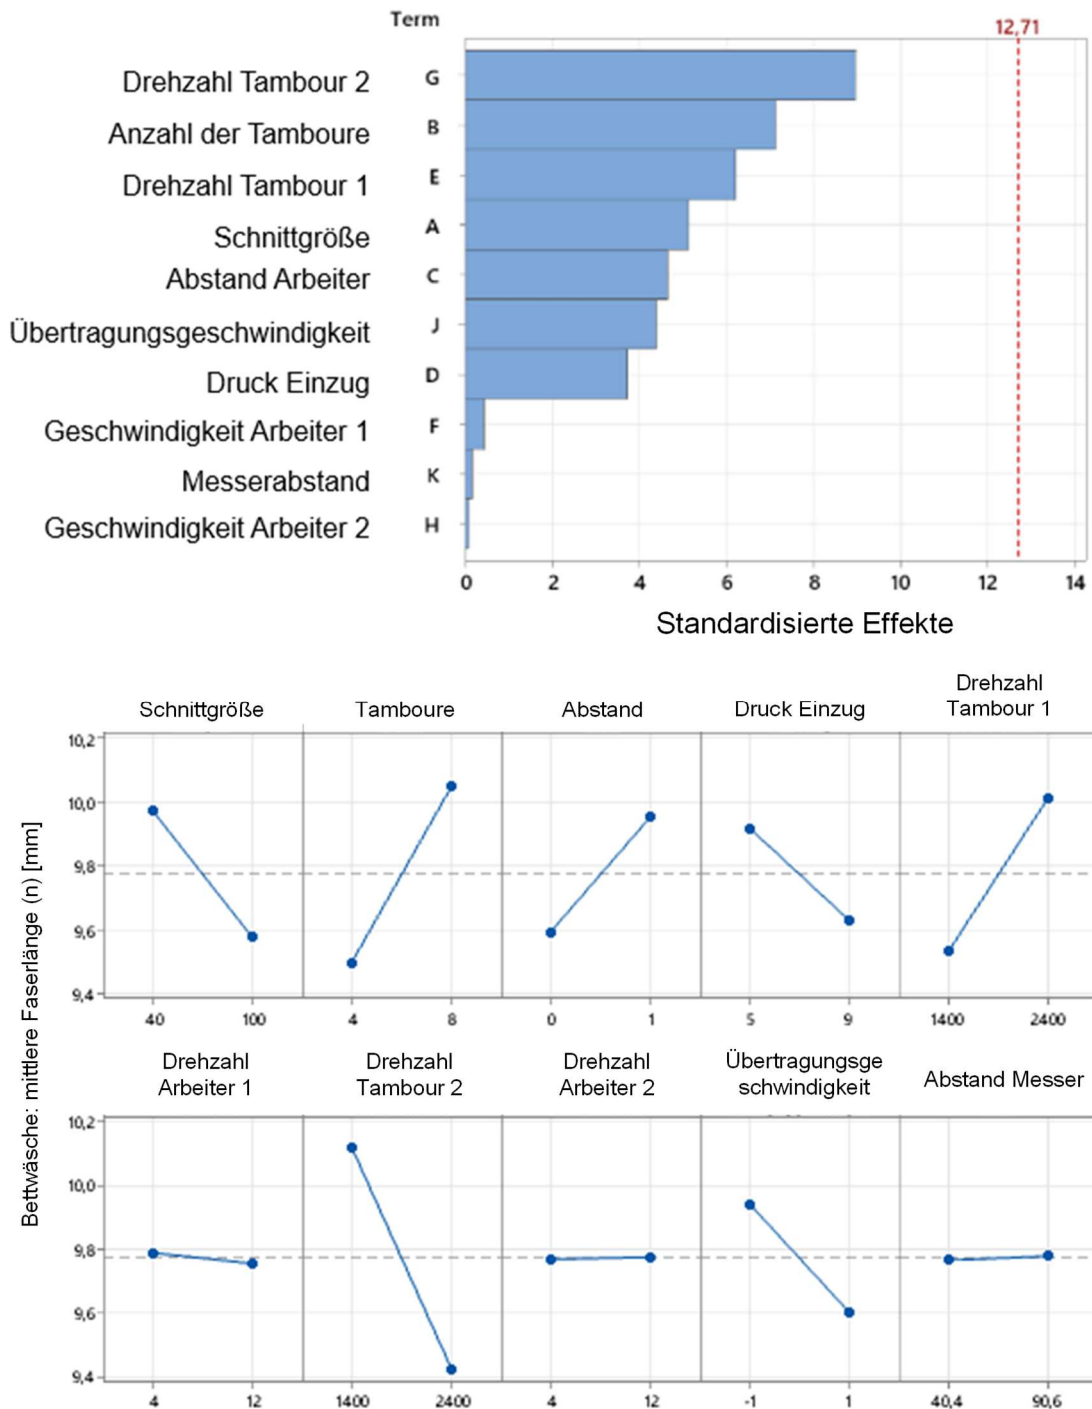 Term
12,71
Drehzahl Tambour 2 G
Anzahl der Tamboure B
Drehzahl Tambour 1 E
Schnittgröße A
Abstand Arbeiter C
Übertragungsgeschwindigkeit J
Druck Einzug D
Geschwindigkeit Arbeiter 1 F
Messerabstand K
Geschwindigkeit Arbeiter 2 H
0 2 4 6 8 10 12 14
Standardisierte Effekte
Bettwäsche: mittlere Faserlänge (n) [mm]
Schnittgröße Tamboure Abstand Druck Einzug Drehzahl
Tambour 1
10,2
10,0
9,8
9,6
9,4
40 100 4 8 0 1 5 9 1400 2400
Drehzahl Drehzahl Drehzahl Übertragungsge Abstand Messer
Arbeiter 1 Tambour 2 Arbeiter 2 schwindigkeit
10,2
10,0
9,8
9,6
9,4
4 12 1400 2400 4 12 -1 1 40,4 90,6